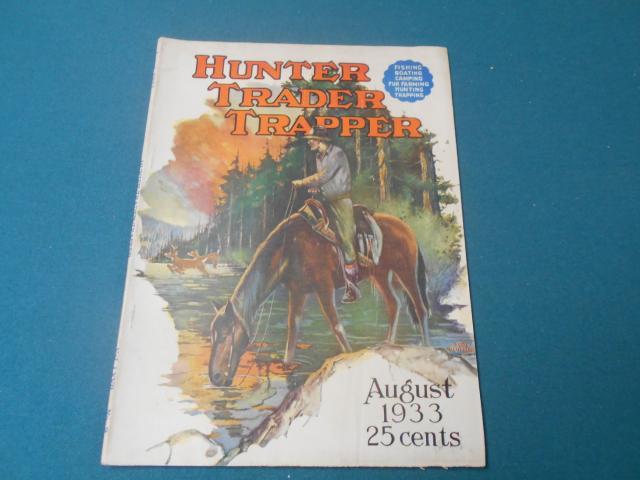 HUNTER
TRADER
TRAPPER
FISHING
BOATING
CAMPING
FUR FARMING
HUNTING
TRAPPING
August
1933
25 cents